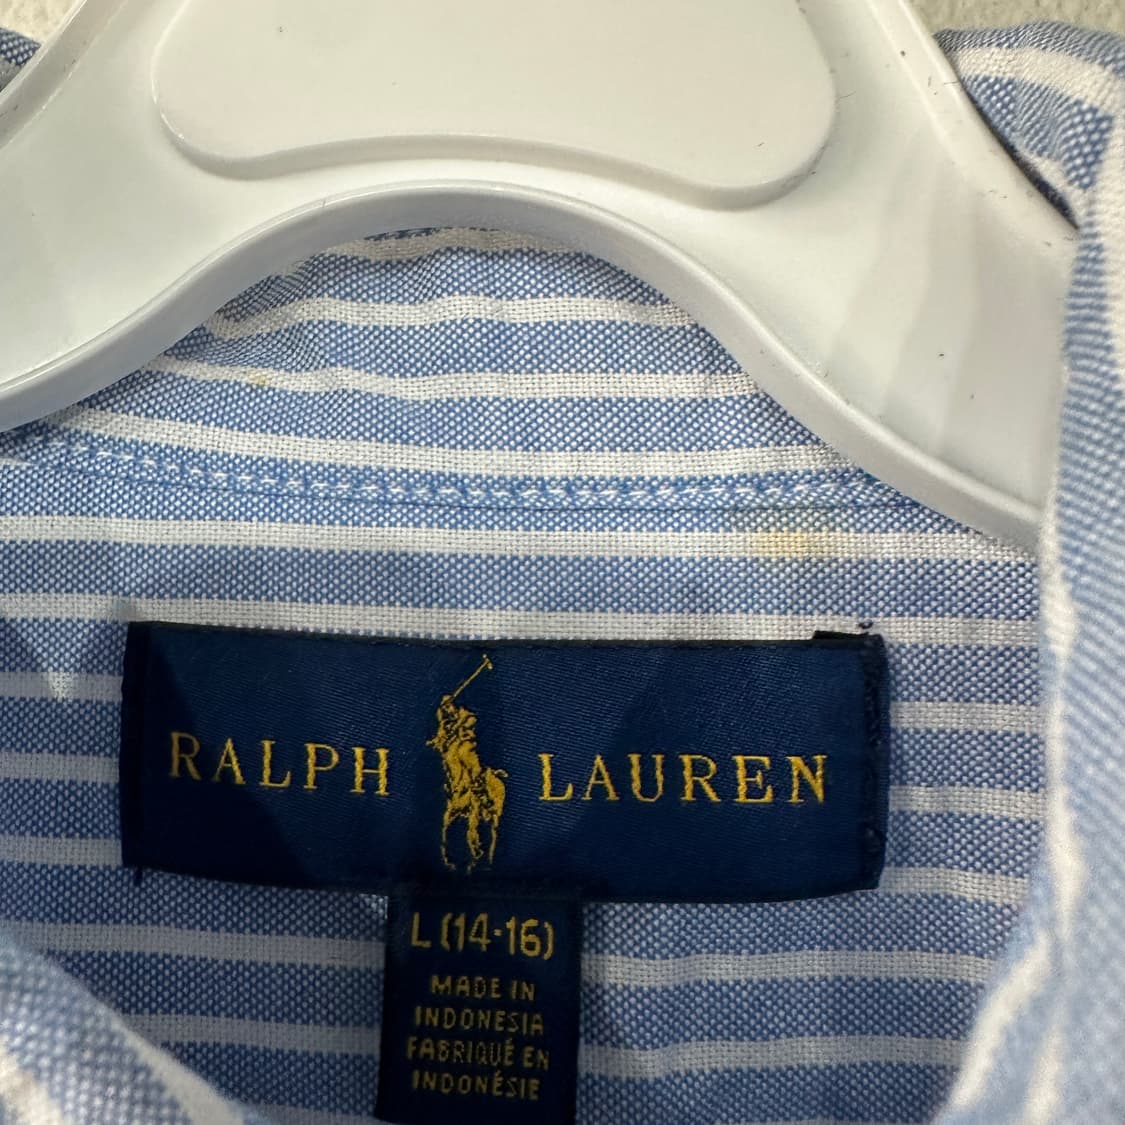 RALPH LAUREN
L (14-16)
MADE IN
INDONESIA
FABRIQUÉ EN
INDONÉSIE